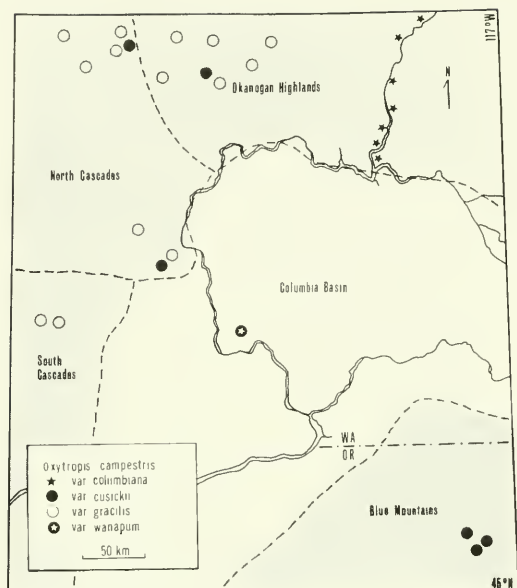 117°W
Okanogan Highlands
N
North Cascades
Columbia Basin
South Cascades
WA
OR
Oxytropis campestris
var columbiana
var cusickii
var gracilis
var wanapum
50 km
Blue Mountains
45°N